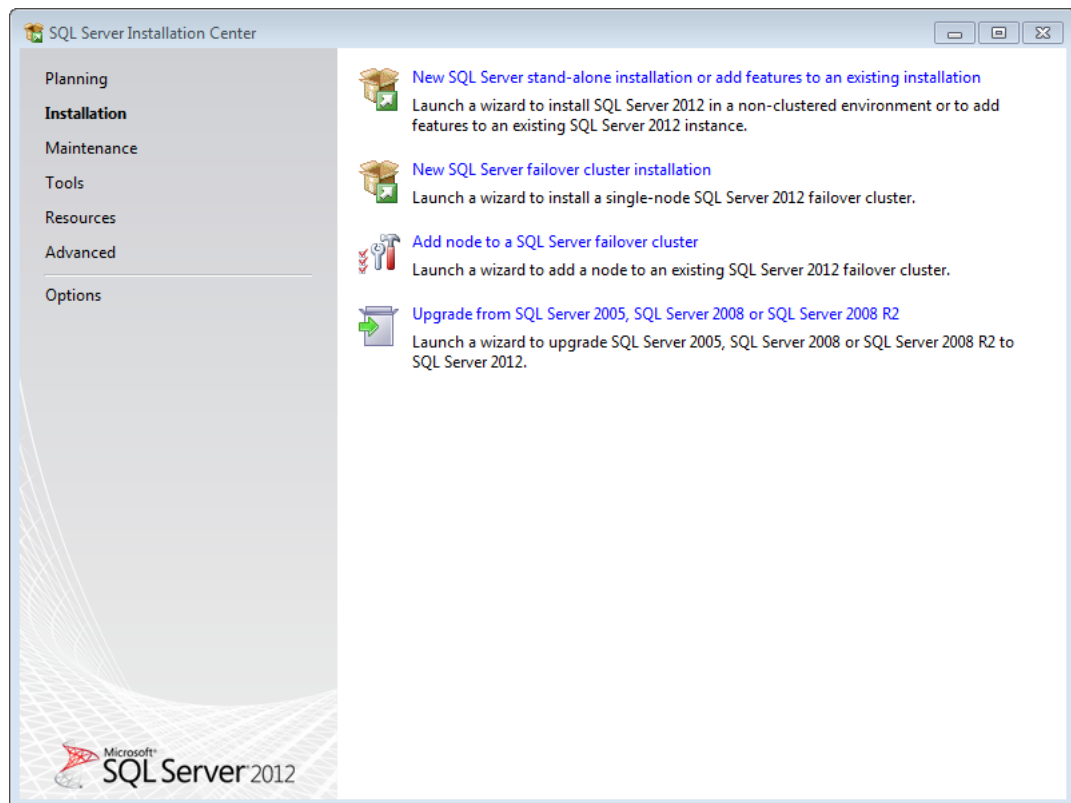 SQL Server Installation Center
Planning
Installation
Maintenance
Tools
Resources
Advanced
Options
New SQL Server stand-alone installation or add features to an existing installation
Launch a wizard to install SQL Server 2012 in a non-clustered environment or to add
features to an existing SQL Server 2012 instance.
New SQL Server failover cluster installation
Launch a wizard to install a single-node SQL Server 2012 failover cluster.
Add node to a SQL Server failover cluster
Launch a wizard to add a node to an existing SQL Server 2012 failover cluster.
Upgrade from SQL Server 2005, SQL Server 2008 or SQL Server 2008 R2
Launch a wizard to upgrade SQL Server 2005, SQL Server 2008 or SQL Server 2008 R2 to
SQL Server 2012.
Microsoft®
SQL Server 2012